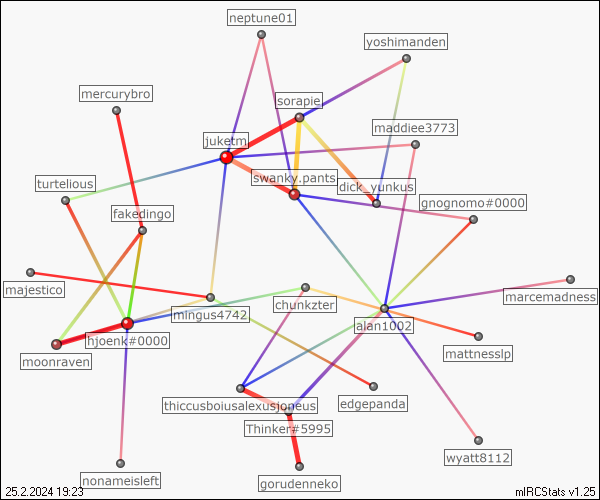 neptune01
yoshimanden
mercurybro
sorapie
maddiee3773
juketm
swanky.pants
turtelious
dick_yunkus
gnognomo#0000
fakedingo
majestico
marcemadness
chunkzter
mingus4742
alan1002
hjoenk#0000
mattnesslp
moonraven
thiccusboiusalexusjoneus
edgepanda
Thinker#5995
wyatt8112
nonameisleft
gorudenneko
25.2.2024 19:23
mIRCStats v1.25